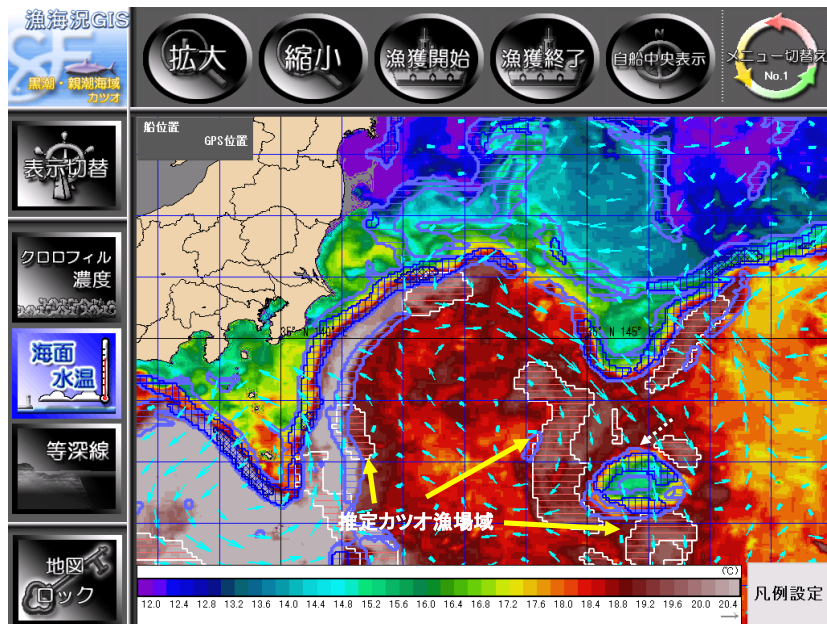 漁海況GIS
黒潮・親潮海域
カツオ
拡大
縮小
漁獲開始
漁獲終了
自船中央表示
メニュー切替え
No.1
表示切替
クロロフィル
濃度
海面
水温
等深線
地図
ロック
船位置
GPS位置
35° N 145° E
推定カツオ漁場域
(℃)
12.0 12.4 12.8 13.2 13.6 14.0 14.4 14.8 15.2 15.6 16.0 16.4 16.8 17.2 17.6 18.0 18.4 18.8 19.2 19.6 20.0 20.4
凡例設定